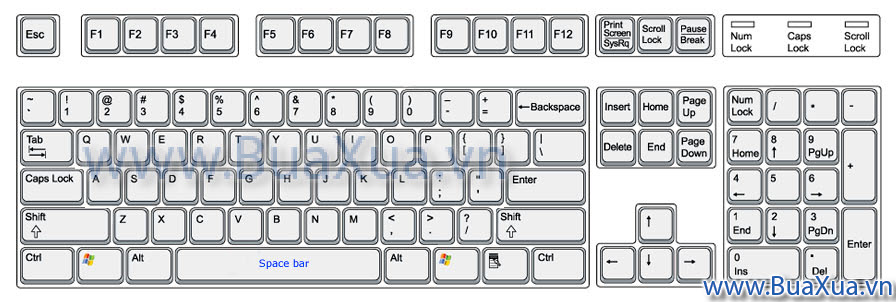 Esc F1 F2 F3 F4 F5 F6 F7 F8 F9 F10 F11 F12 Print Screen SysRq Scroll Lock Pause Break Num Lock Caps Lock Scroll Lock
~ ! @ # $ % ^ & * ( ) _ +
` 1 2 3 4 5 6 7 8 9 0 - = ←Backspace Insert Home Page Up Num Lock / * -
Tab Q W E R T Y U I O P { [ } ] | \ Delete End Page Down 7 Home 8 ↑ 9 PgUp +
www.BuaXua.vn
Caps Lock A S D F G H J K L : ; " ' Enter 4 ← 5 6 →
Shift Z X C V B N M < , > . ? / Shift ↑ 1 End 2 ↓ 3 PgDn Enter
Ctrl Alt Space bar Alt Ctrl ← ↓ → 0 Ins * Del
www.BuaXua.vn